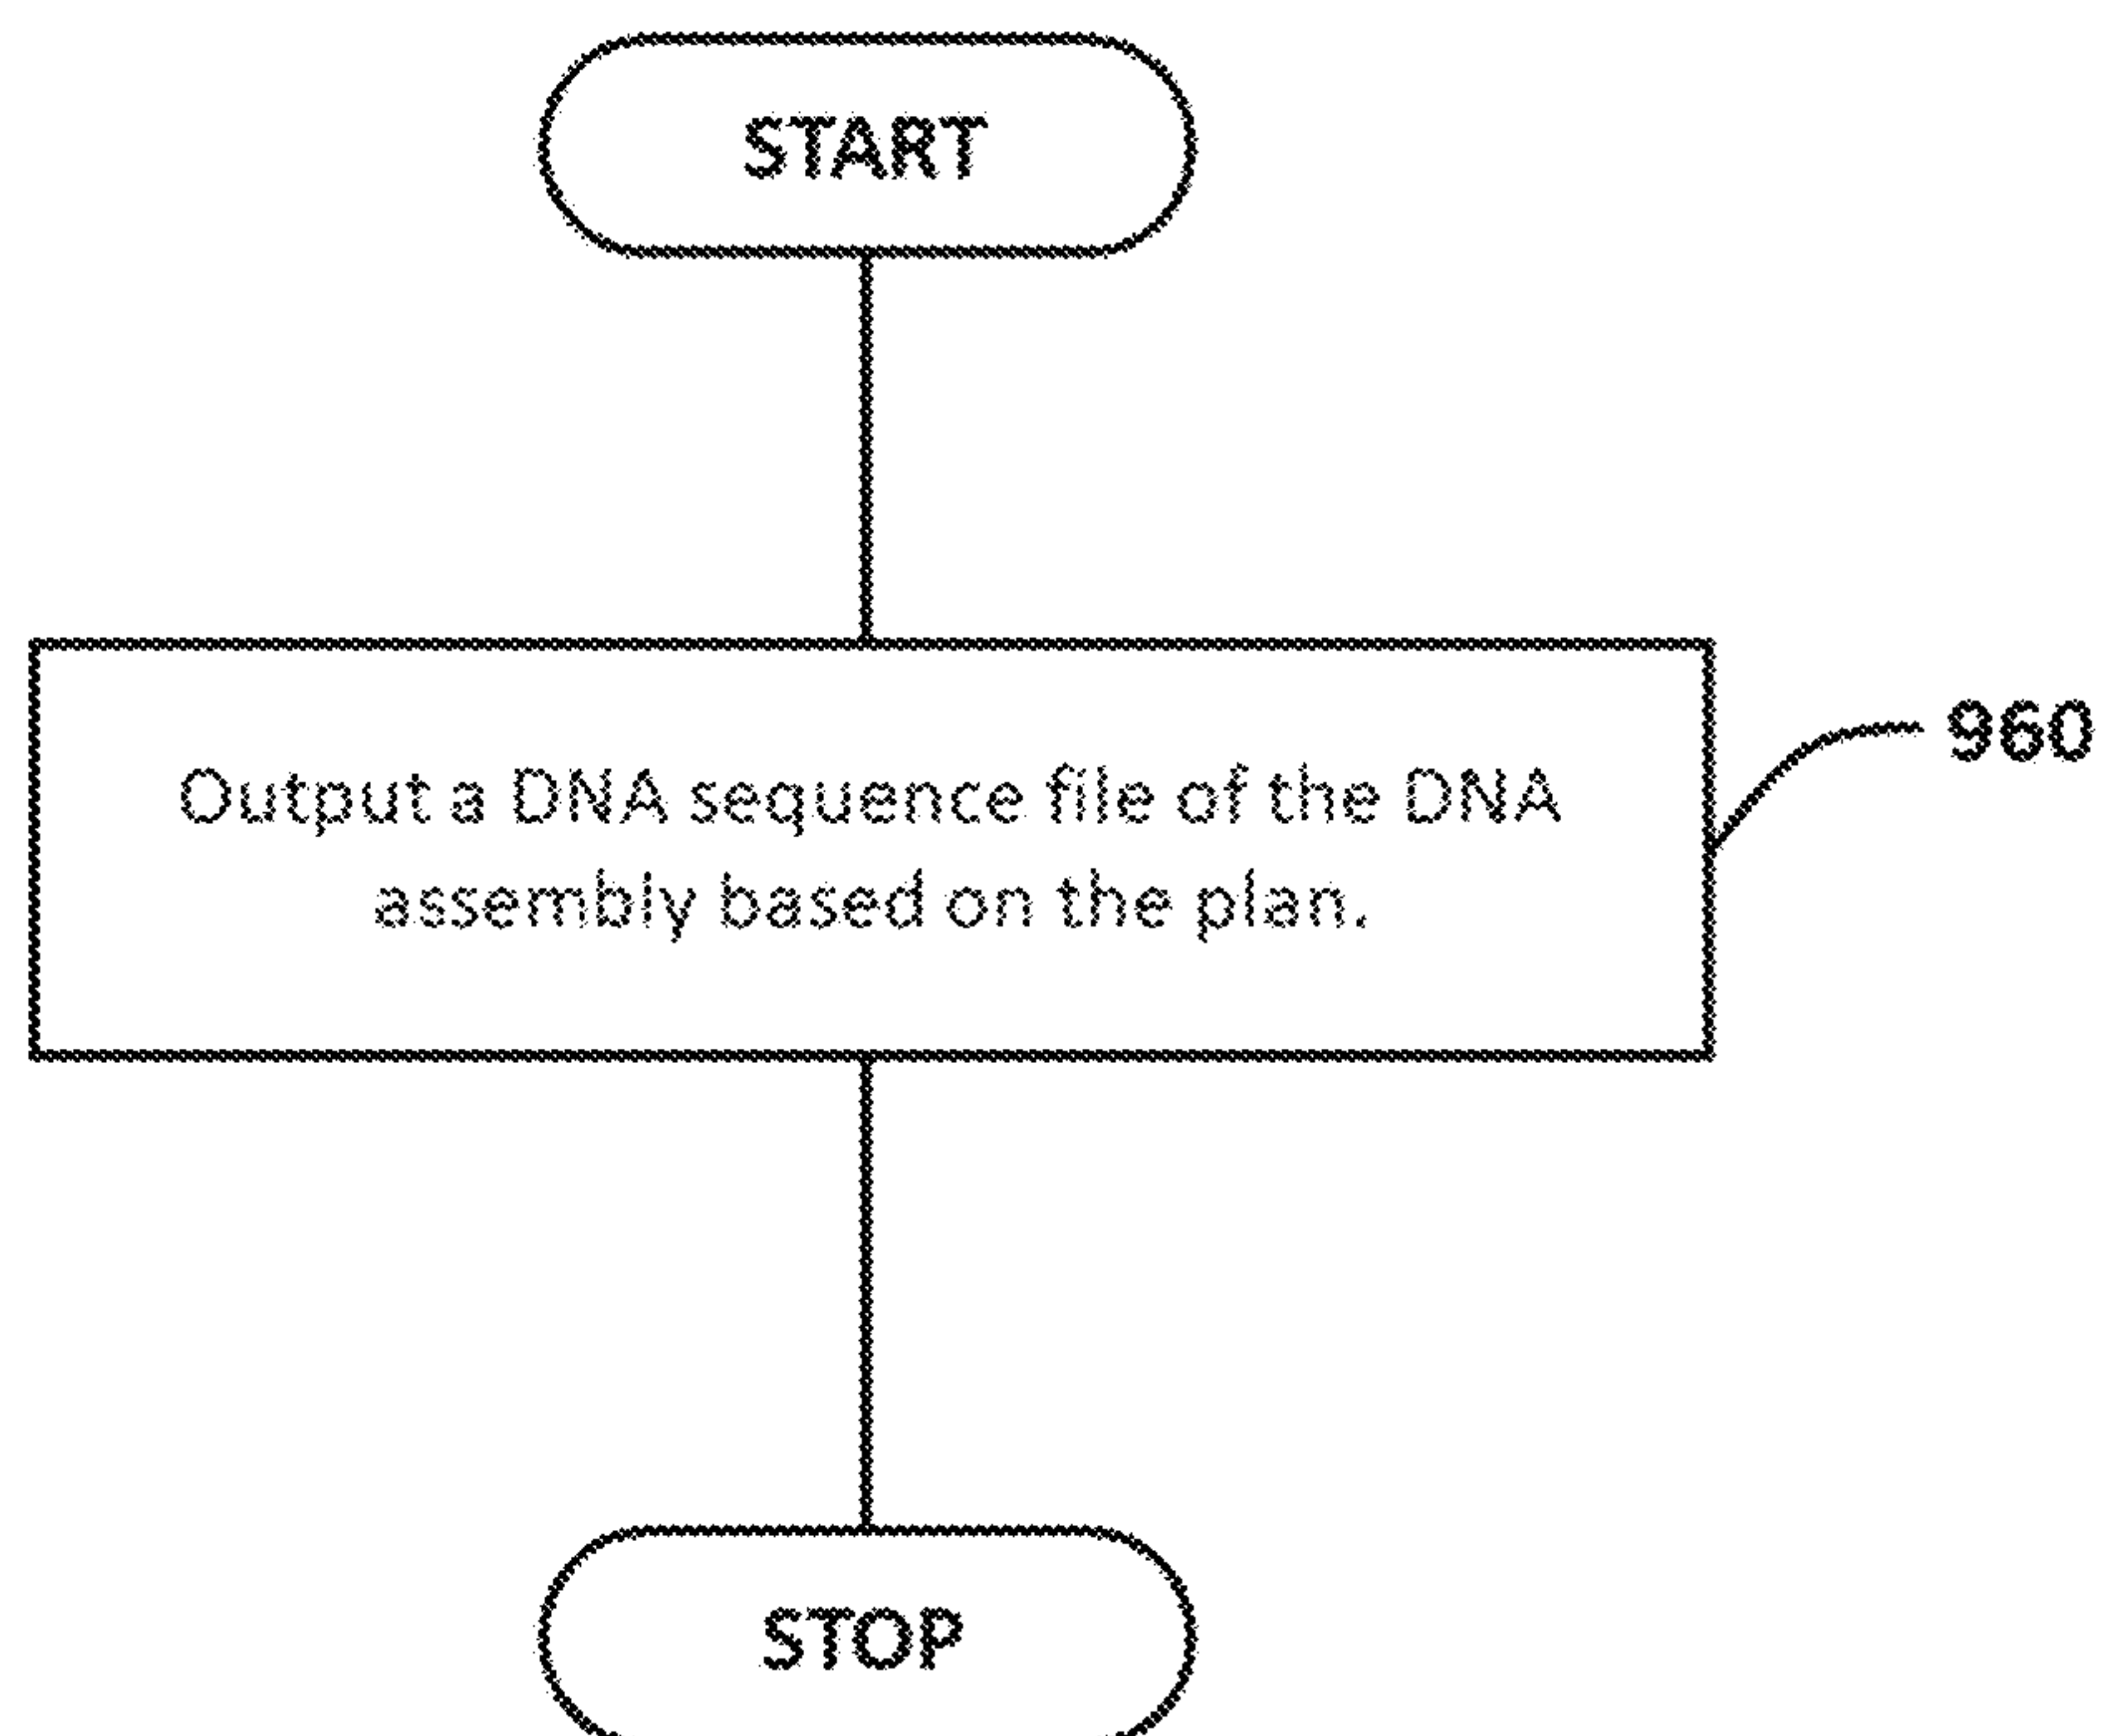 START
960
Output a DNA sequence file of the DNA
assembly based on the plan.
STOP